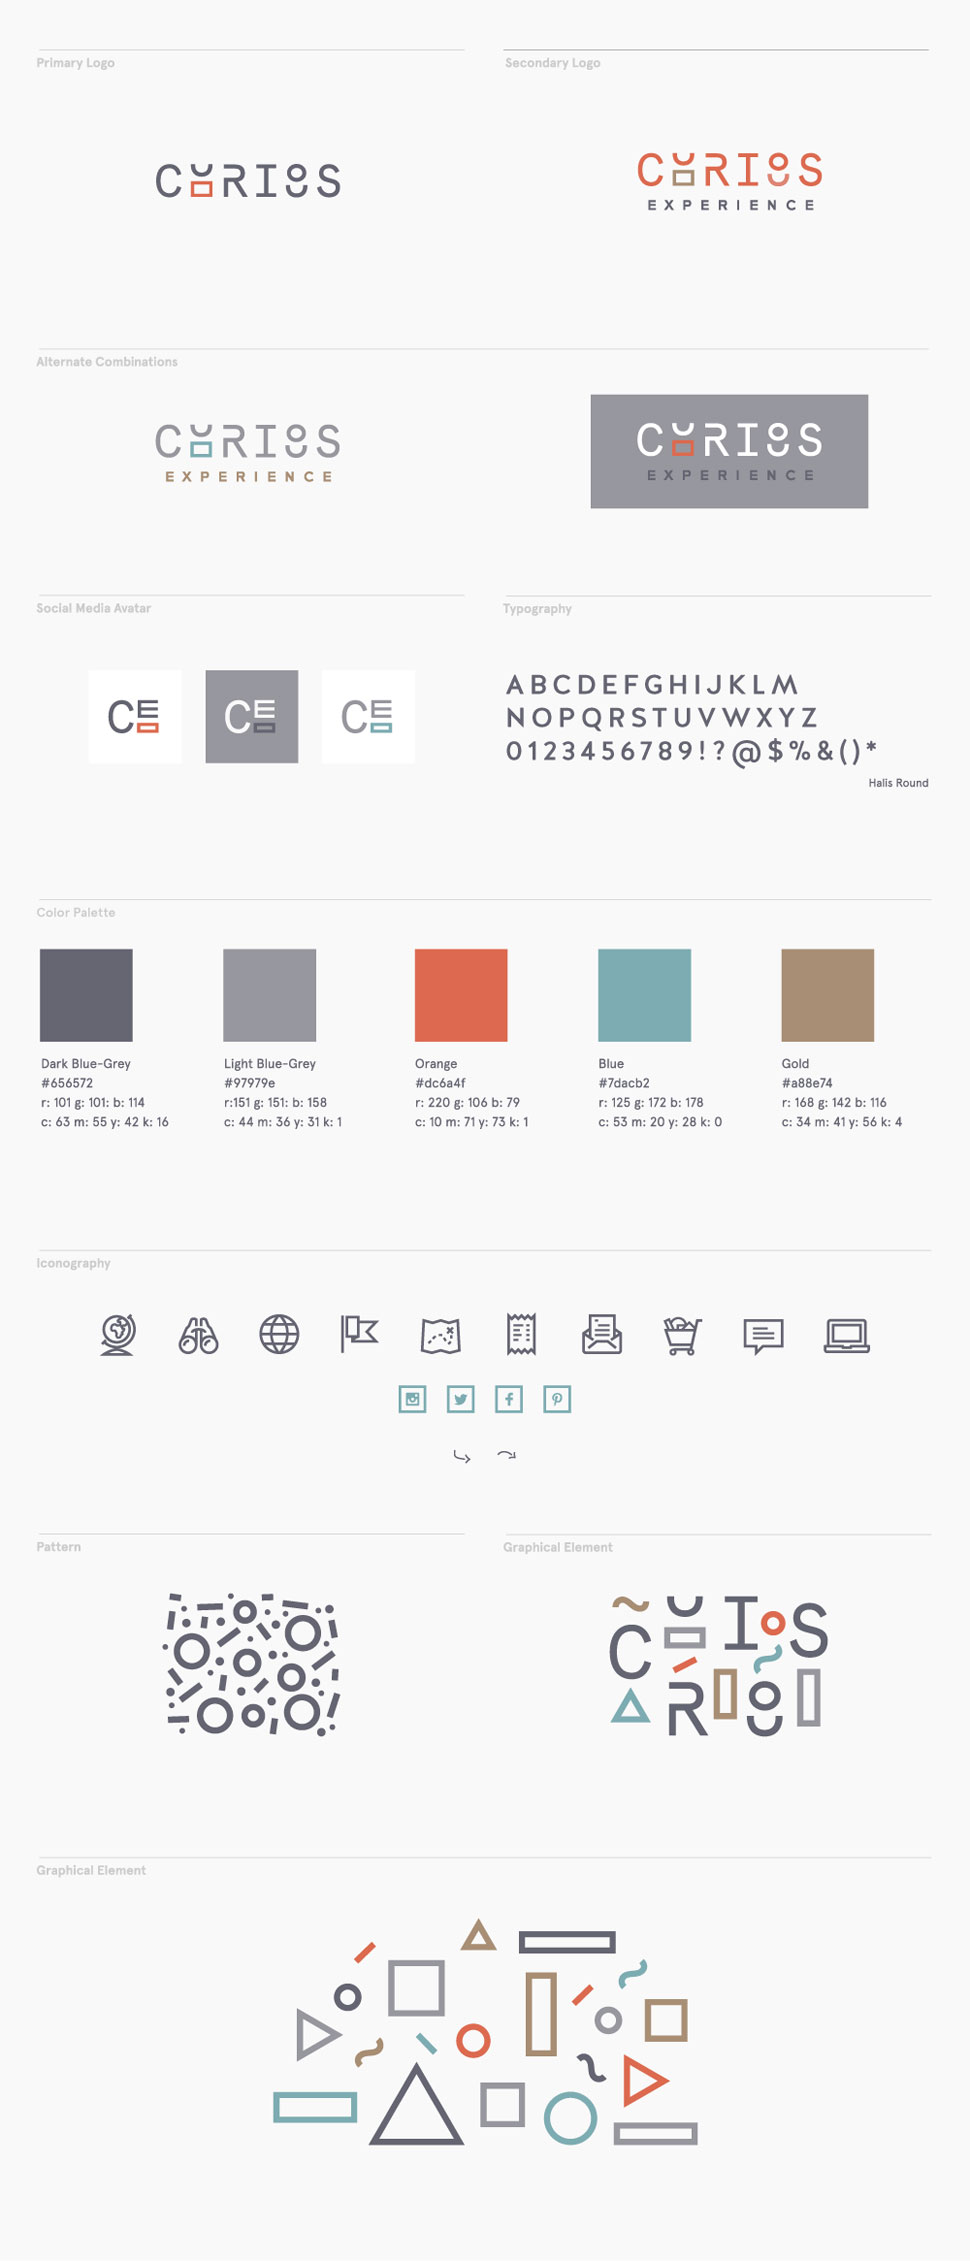 Primary Logo
Secondary Logo
CURIOUS
CURIOUS
EXPERIENCE
Alternate Combinations
CURIOUS
EXPERIENCE
CURIOUS
EXPERIENCE
Social Media Avatar
Typography
CE
CE
CE
ABCDEFGHIJKLM
NOPQRSTUVWXYZ
0123456789!?@$%&()*
Halis Round
Color Palette
Dark Blue-Grey
#656572
r: 101 g: 101: b: 114
c: 63 m: 55 y: 42 k: 16
Light Blue-Grey
#97979e
r:151 g: 151: b: 158
c: 44 m: 36 y: 31 k: 1
Orange
#dc6a4f
r: 220 g: 106 b: 79
c: 10 m: 71 y: 73 k: 1
Blue
#7dacb2
r: 125 g: 172 b: 178
c: 53 m: 20 y: 28 k: 0
Gold
#a88e74
r: 168 g: 142 b: 116
c: 34 m: 41 y: 56 k: 4
Iconography
Pattern
Graphical Element
C U I S
R I O U
Graphical Element